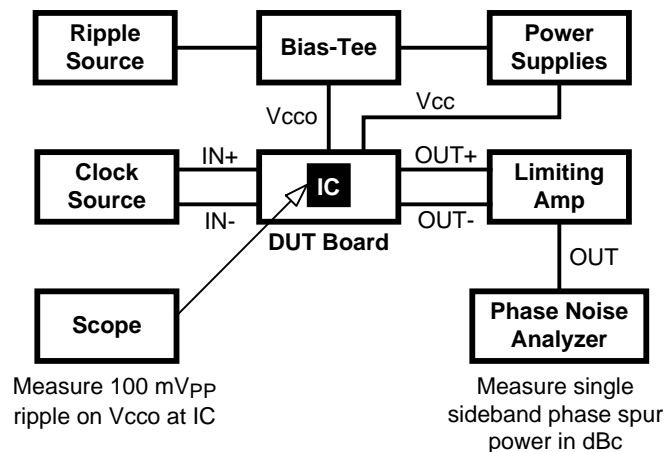 Ripple
Source
Bias-Tee
Power
Supplies
Vcco
Vcc
Clock
Source
IN+
IN-
IC
DUT Board
OUT+
OUT-
Limiting
Amp
OUT
Scope
Phase Noise
Analyzer
Measure 100 mVPP
ripple on Vcco at IC
Measure single
sideband phase spur
power in dBc